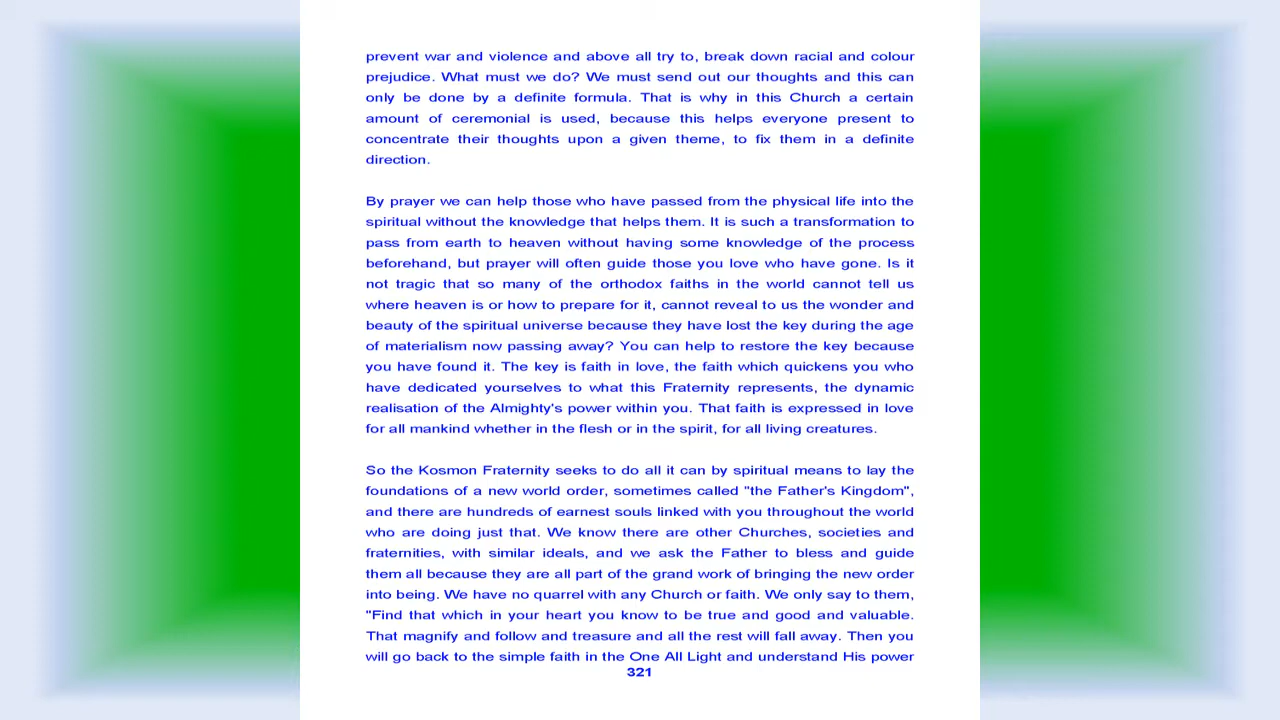 prevent war and violence and above all try to, break down racial and colour
prejudice. What must we do? We must send out our thoughts and this can
only be done by a definite formula. That is why in this Church a certain
amount of ceremonial is used, because this helps everyone present to
concentrate their thoughts upon a given theme, to fix them in a definite
direction.
By prayer we can help those who have passed from the physical life into the
spiritual without the knowledge that helps them. It is such a transformation to
pass from earth to heaven without having some knowledge of the process
beforehand, but prayer will often guide those you love who have gone. Is it
not tragic that so many of the orthodox faiths in the world cannot tell us
where heaven is or how to prepare for it, cannot reveal to us the wonder and
beauty of the spiritual universe because they have lost the key during the age
of materialism now passing away? You can help to restore the key because
you have found it. The key is faith in love, the faith which quickens you who
have dedicated yourselves to what this Fraternity represents, the dynamic
realisation of the Almighty's power within you. That faith is expressed in love
for all mankind whether in the flesh or in the spirit, for all living creatures.
So the Kosmon Fraternity seeks to do all it can by spiritual means to lay the
foundations of a new world order, sometimes called "the Father's Kingdom",
and there are hundreds of earnest souls linked with you throughout the world
who are doing just that. We know there are other Churches, societies and
fraternities, with similar ideals, and we ask the Father to bless and guide
them all because they are all part of the grand work of bringing the new order
into being. We have no quarrel with any Church or faith. We only say to them,
"Find that which in your heart you know to be true and good and valuable.
That magnify and follow and treasure and all the rest will fall away. Then you
will go back to the simple faith in the One All Light and understand His power
321